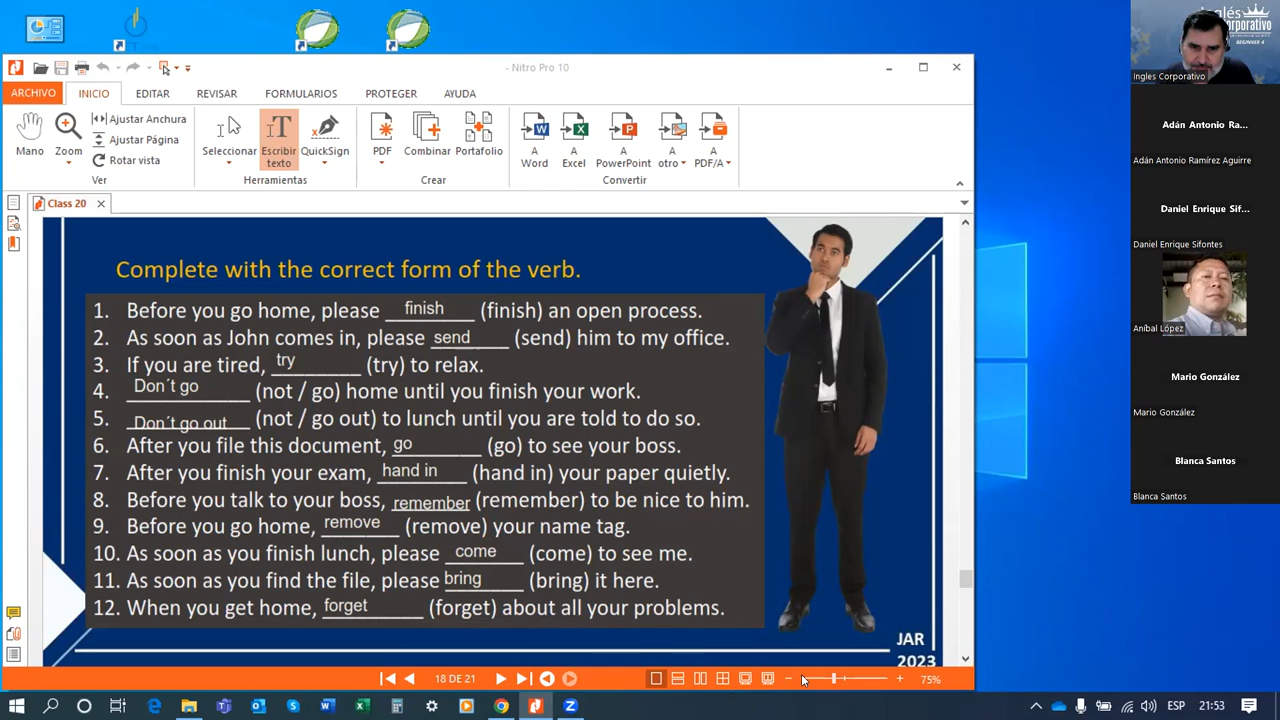 Inglés
Corporativo
BEGINNER 4
Ingles Corporativo
- Nitro Pro 10
ARCHIVO INICIO EDITAR REVISAR FORMULARIOS PROTEGER AYUDA
Mano Zoom Ajustar Anchura Ajustar Página Rotar vista
Ver
Seleccionar Escribir texto QuickSign
Herramientas
PDF Combinar Portafolio
Crear
A Word A Excel A PowerPoint A otro A PDF/A
Convertir
Class 20
Complete with the correct form of the verb.
1. Before you go home, please finish (finish) an open process.
2. As soon as John comes in, please send (send) him to my office.
3. If you are tired, try (try) to relax.
4. Don´t go (not / go) home until you finish your work.
5. Don´t go out (not / go out) to lunch until you are told to do so.
6. After you file this document, go (go) to see your boss.
7. After you finish your exam, hand in (hand in) your paper quietly.
8. Before you talk to your boss, remember (remember) to be nice to him.
9. Before you go home, remove (remove) your name tag.
10. As soon as you finish lunch, please come (come) to see me.
11. As soon as you find the file, please bring (bring) it here.
12. When you get home, forget (forget) about all your problems.
JAR
2023
18 DE 21
75%
Adán Antonio Ra...
Adán Antonio Ramírez Aguirre
Daniel Enrique Sif...
Daniel Enrique Sifontes
Aníbal López
Mario González
Mario González
Blanca Santos
Blanca Santos
ESP 21:53